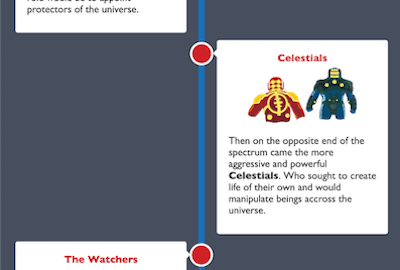 protectors of the universe.
Celestials
Then on the opposite end of the
spectrum came the more
aggressive and powerful
Celestials. Who sought to create
life of their own and would
manipulate beings accross the
universe.
The Watchers